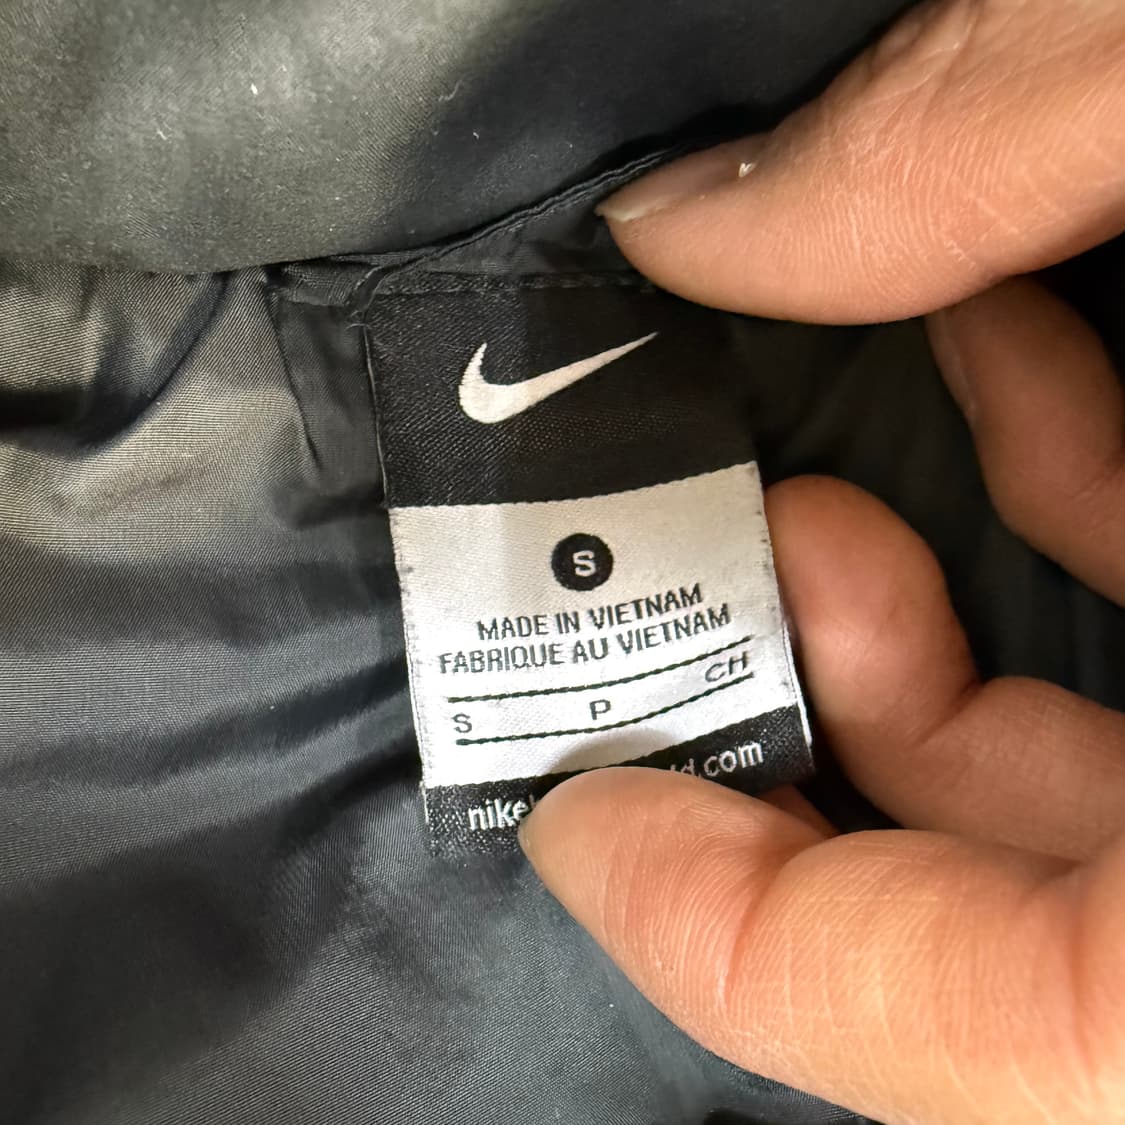 S
MADE IN VIETNAM
FABRIQUE AU VIETNAM
S P CH